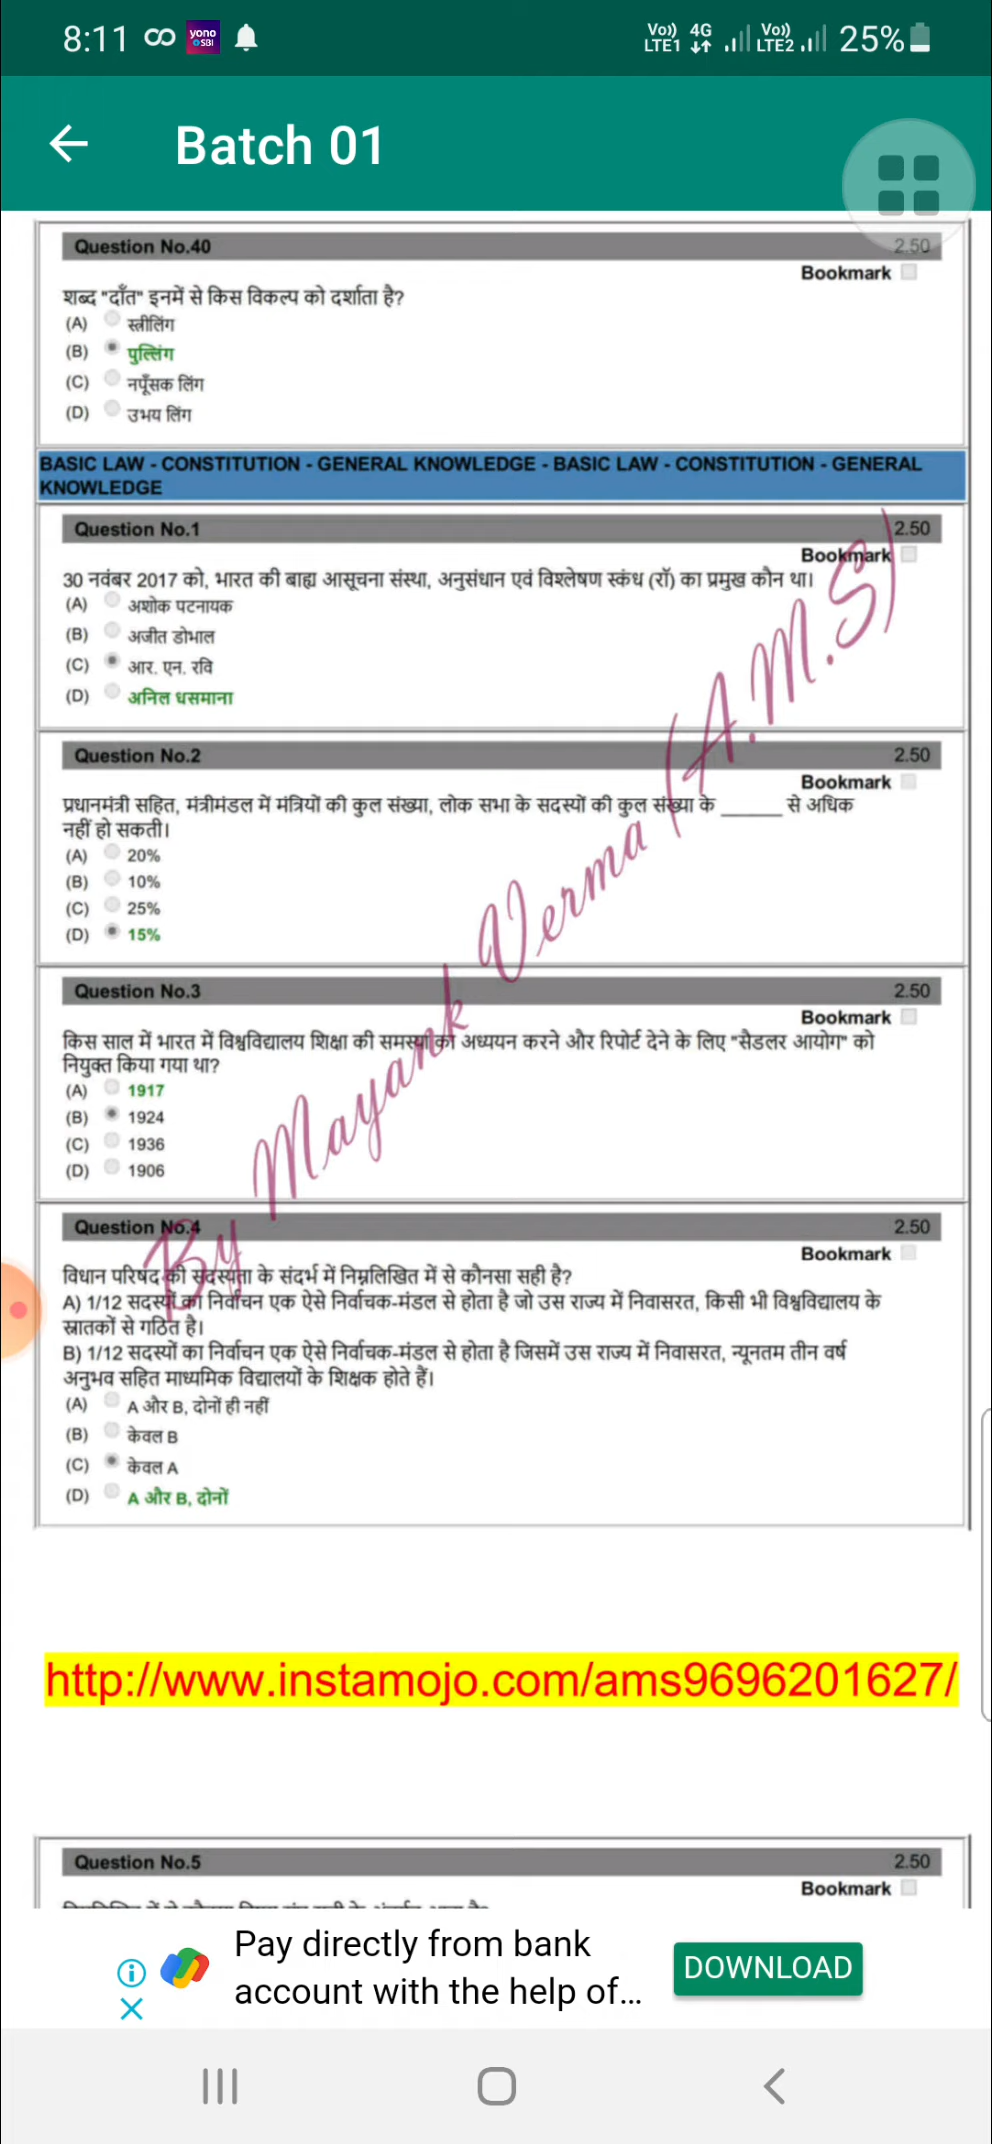 8:11 yono SBI Vo)) LTE1 4G Vo)) LTE2 25%
Batch 01
Question No.40 2.50
Bookmark
शब्द "दाँत" इनमें से किस विकल्प को दर्शाता है?
(A) स्त्रीलिंग
(B) पुल्लिंग
(C) नपूँसक लिंग
(D) उभय लिंग
BASIC LAW - CONSTITUTION - GENERAL KNOWLEDGE - BASIC LAW - CONSTITUTION - GENERAL
KNOWLEDGE
Question No.1 2.50
Bookmark
30 नवंबर 2017 को, भारत की बाह्य आसूचना संस्था, अनुसंधान एवं विश्लेषण स्कंध (रॉ) का प्रमुख कौन था।
(A) अशोक पटनायक
(B) अजीत डोभाल
(C) आर. एन. रवि
(D) अनिल धसमाना
Question No.2 2.50
Bookmark
प्रधानमंत्री सहित, मंत्रीमंडल में मंत्रियों की कुल संख्या, लोक सभा के सदस्यों की कुल संख्या के ______ से अधिक
नहीं हो सकती।
(A) 20%
(B) 10%
(C) 25%
(D) 15%
Question No.3 2.50
Bookmark
किस साल में भारत में विश्वविद्यालय शिक्षा की समस्या को अध्ययन करने और रिपोर्ट देने के लिए "सैडलर आयोग" को
नियुक्त किया गया था?
(A) 1917
(B) 1924
(C) 1936
(D) 1906
Question No.4 2.50
Bookmark
विधान परिषद की सदस्यता के संदर्भ में निम्नलिखित में से कौनसा सही है?
A) 1/12 सदस्यों का निर्वाचन एक ऐसे निर्वाचक-मंडल से होता है जो उस राज्य में निवासरत, किसी भी विश्वविद्यालय के
स्नातकों से गठित है।
B) 1/12 सदस्यों का निर्वाचन एक ऐसे निर्वाचक-मंडल से होता है जिसमें उस राज्य में निवासरत, न्यूनतम तीन वर्ष
अनुभव सहित माध्यमिक विद्यालयों के शिक्षक होते हैं।
(A) A और B, दोनों ही नहीं
(B) केवल B
(C) केवल A
(D) A और B, दोनों
By Mayank Verma (A.M.S)
http://www.instamojo.com/ams9696201627/
Question No.5 2.50
Bookmark
Pay directly from bank
account with the help of...
DOWNLOAD